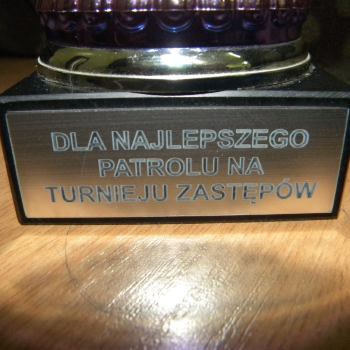 DLA NAJLEPSZEGO
PATROLU NA
TURNIEJU ZASTĘPÓW